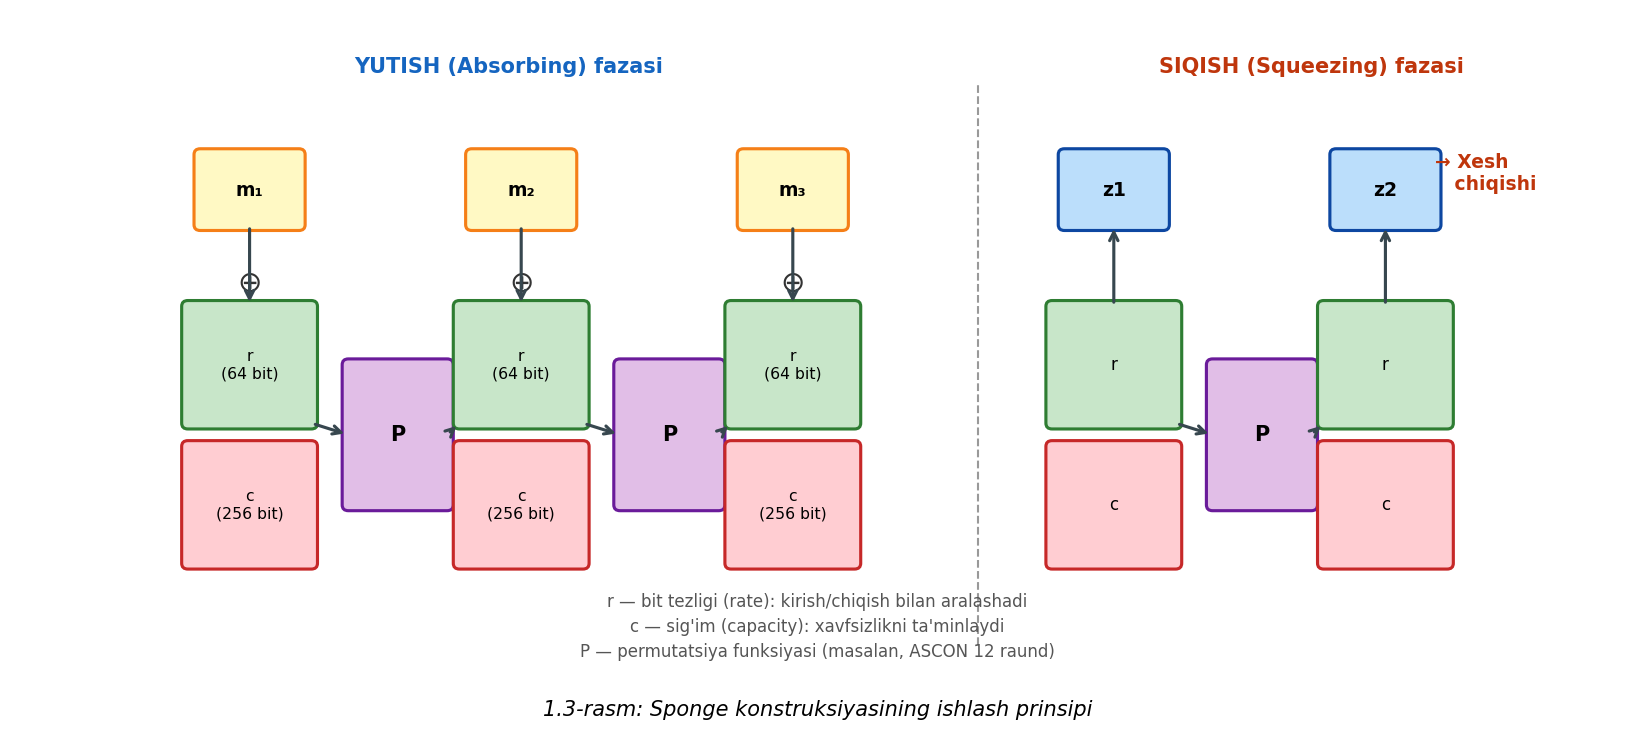 YUTISH (Absorbing) fazasi
SIQISH (Squeezing) fazasi
m₁
m₂
m₃
z1
z2
→ Xesh
chiqishi
⊕
⊕
⊕
r
(64 bit)
r
(64 bit)
r
(64 bit)
r
r
P
P
P
c
(256 bit)
c
(256 bit)
c
(256 bit)
c
c
r — bit tezligi (rate): kirish/chiqish bilan aralashadi
c — sig'im (capacity): xavfsizlikni ta'minlaydi
P — permutatsiya funksiyasi (masalan, ASCON 12 raund)
1.3-rasm: Sponge konstruksiyasining ishlash prinsipi